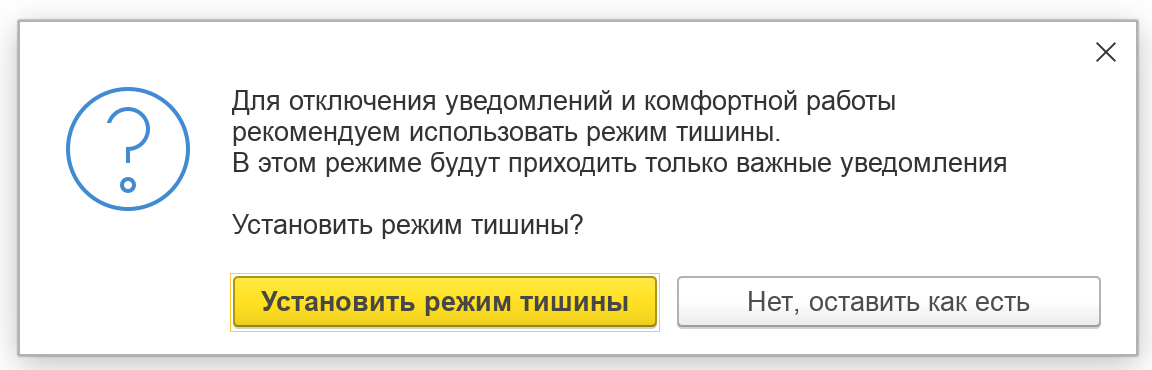 Для отключения уведомлений и комфортной работы
рекомендуем использовать режим тишины.
В этом режиме будут приходить только важные уведомления
Установить режим тишины?
Установить режим тишины
Нет, оставить как есть